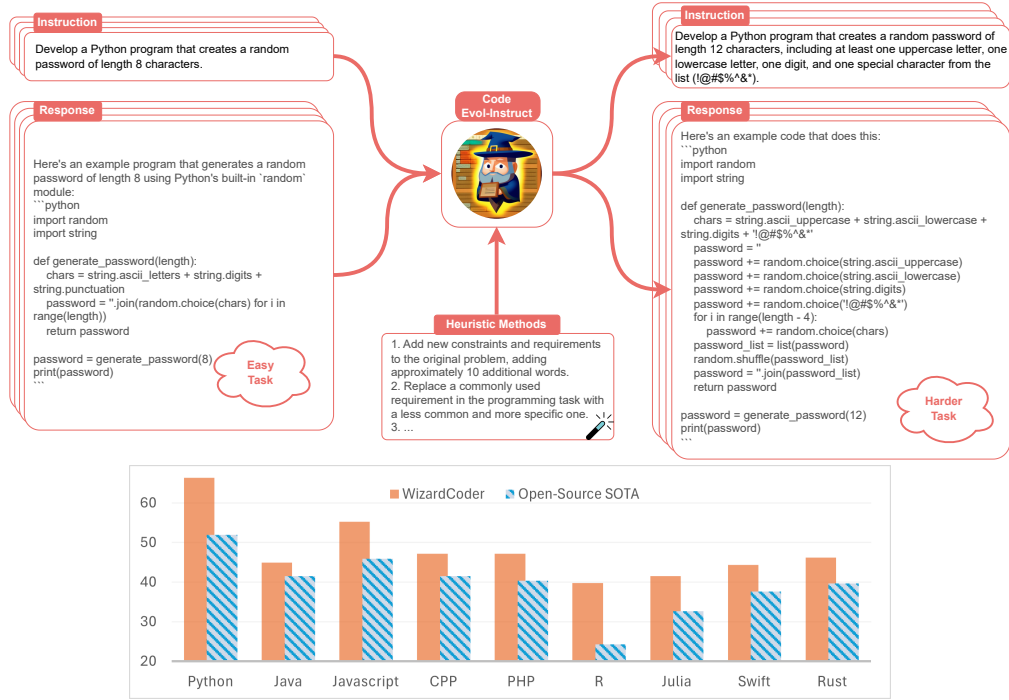 Instruction
Develop a Python program that creates a random
password of length 8 characters.
Response
Here's an example program that generates a random
password of length 8 using Python's built-in `random`
module:
```python
import random
import string
def generate_password(length):
chars = string.ascii_letters + string.digits +
string.punctuation
password = ''.join(random.choice(chars) for i in
range(length))
return password
password = generate_password(8)
print(password)
```
Easy
Task
Code
Evol-Instruct
Heuristic Methods
1. Add new constraints and requirements
to the original problem, adding
approximately 10 additional words.
2. Replace a commonly used
requirement in the programming task with
a less common and more specific one.
3. ...
Instruction
Develop a Python program that creates a random password of
length 12 characters, including at least one uppercase letter, one
lowercase letter, one digit, and one special character from the
list (!@#$%^&*).
Response
Here's an example code that does this:
```python
import random
import string
def generate_password(length):
chars = string.ascii_uppercase + string.ascii_lowercase +
string.digits + '!@#$%^&*'
password = ''
password += random.choice(string.ascii_uppercase)
password += random.choice(string.ascii_lowercase)
password += random.choice(string.digits)
password += random.choice('!@#$%^&*')
for i in range(length - 4):
password += random.choice(chars)
password_list = list(password)
random.shuffle(password_list)
password = ''.join(password_list)
return password
password = generate_password(12)
print(password)
```
Harder
Task
WizardCoder
Open-Source SOTA
60
50
40
30
20
Python
Java
Javascript
CPP
PHP
R
Julia
Swift
Rust